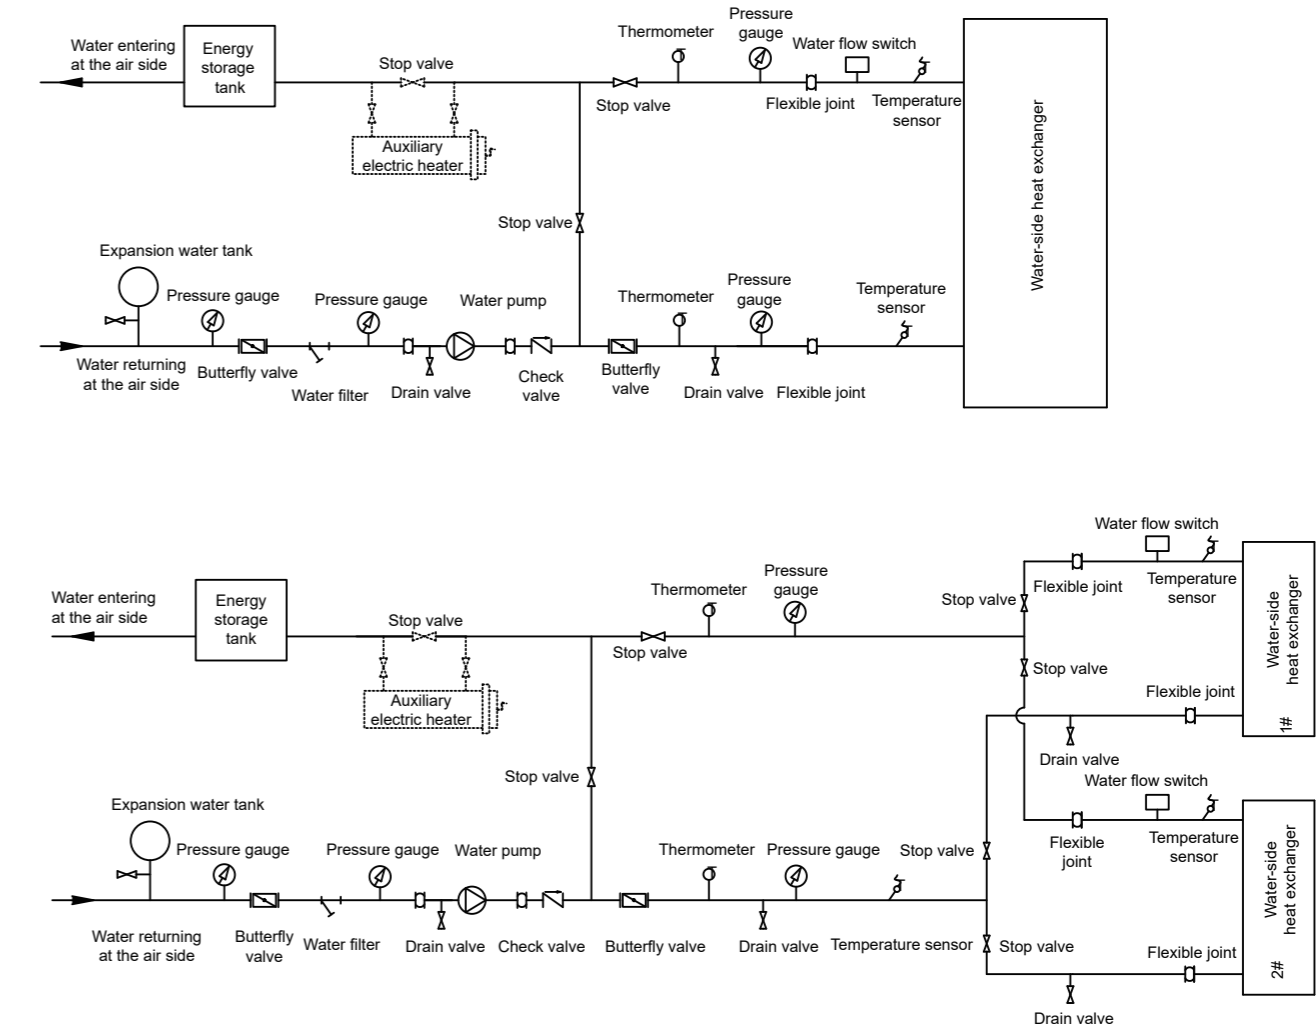 Pressure
gauge
Thermometer
Water flow switch
Water entering
at the air side
Energy
storage
tank
Stop valve
Stop valve
Flexible joint
Temperature
sensor
Auxiliary
electric heater
Water-side heat exchanger
Stop valve
Expansion water tank
Pressure gauge
Pressure gauge
Water pump
Thermometer
Pressure
gauge
Temperature
sensor
Water returning
at the air side
Butterfly valve
Water filter
Drain valve
Check
valve
Butterfly
valve
Drain valve
Flexible joint
Water flow switch
Flexible joint
Temperature
sensor
Water-side
heat exchanger
1#
Water entering
at the air side
Energy
storage
tank
Stop valve
Thermometer
Pressure
gauge
Stop valve
Stop valve
Stop valve
Auxiliary
electric heater
Flexible joint
Drain valve
Stop valve
Water flow switch
Flexible
joint
Temperature
sensor
Water-side
heat exchanger
2#
Expansion water tank
Pressure gauge
Pressure gauge
Water pump
Thermometer
Pressure gauge
Stop valve
Water returning
at the air side
Butterfly
valve
Water filter
Drain valve
Check valve
Butterfly valve
Drain valve
Temperature sensor
Stop valve
Flexible joint
Drain valve